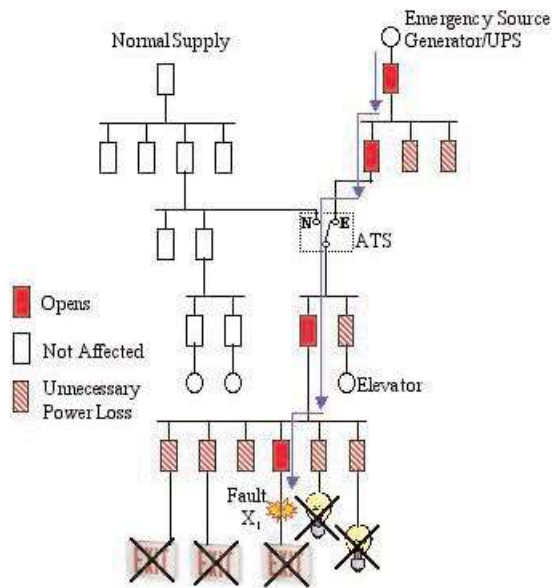 Emergency Source
Generator/UPS
Normal Supply
N
E
ATS
Opens
Not Affected
Unnecessary
Power Loss
Elevator
Fault
X₁
EXIT
EXIT
EXIT